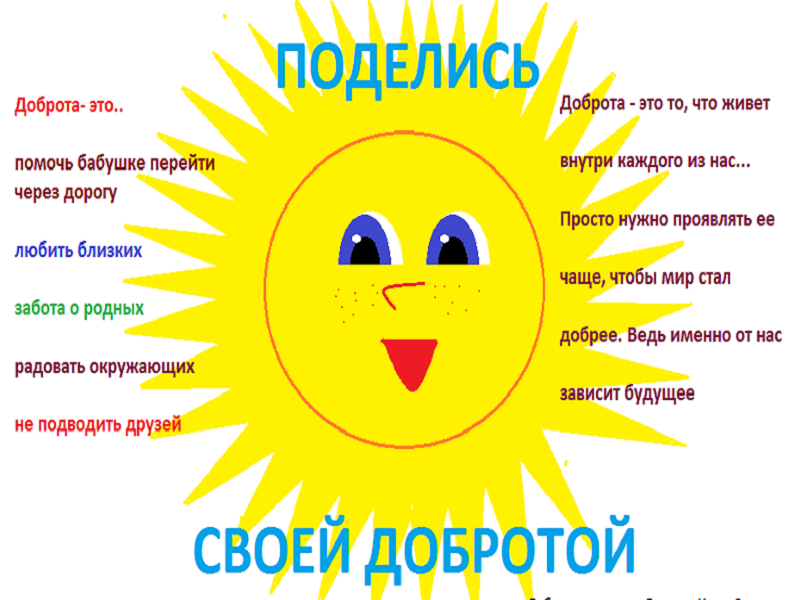 ПОДЕЛИСЬ
Доброта- это..
помочь бабушке перейти
через дорогу
любить близких
забота о родных
радовать окружающих
не подводить друзей
Доброта - это то, что живет
внутри каждого из нас...
Просто нужно проявлять ее
чаще, чтобы мир стал
добрее. Ведь именно от нас
зависит будущее
СВОЕЙ ДОБРОТОЙ